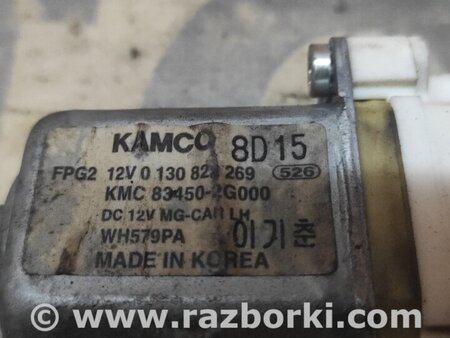 KAMCO 8D15
FPG2 12V 0 130 821 269 526
KMC 83450-2G000
DC 12V MG-CAR LH
WH579PA 이기춘
MADE IN KOREA
www.razborki.com